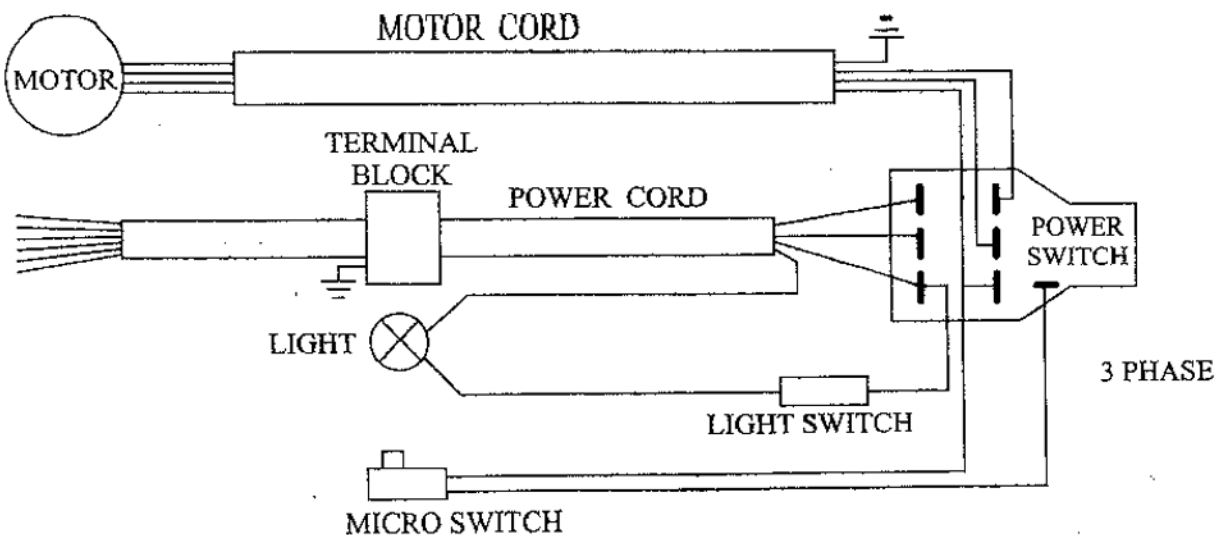 MOTOR CORD
MOTOR
TERMINAL
BLOCK
POWER CORD
POWER
SWITCH
LIGHT
3 PHASE
LIGHT SWITCH
MICRO SWITCH